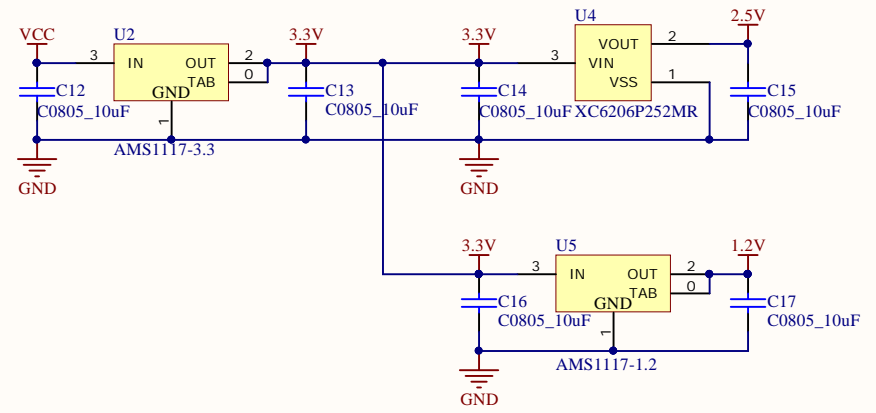 VCC
U2
3.3V
3.3V
U4
2.5V
3
IN
OUT
2
TAB
0
GND
1
C12
C0805_10uF
AMS1117-3.3
C13
C0805_10uF
C14
C0805_10uF
3
VIN
VOUT
2
VSS
1
XC6206P252MR
C15
C0805_10uF
GND
GND
3.3V
U5
1.2V
3
IN
OUT
2
TAB
0
GND
1
C16
C0805_10uF
AMS1117-1.2
C17
C0805_10uF
GND